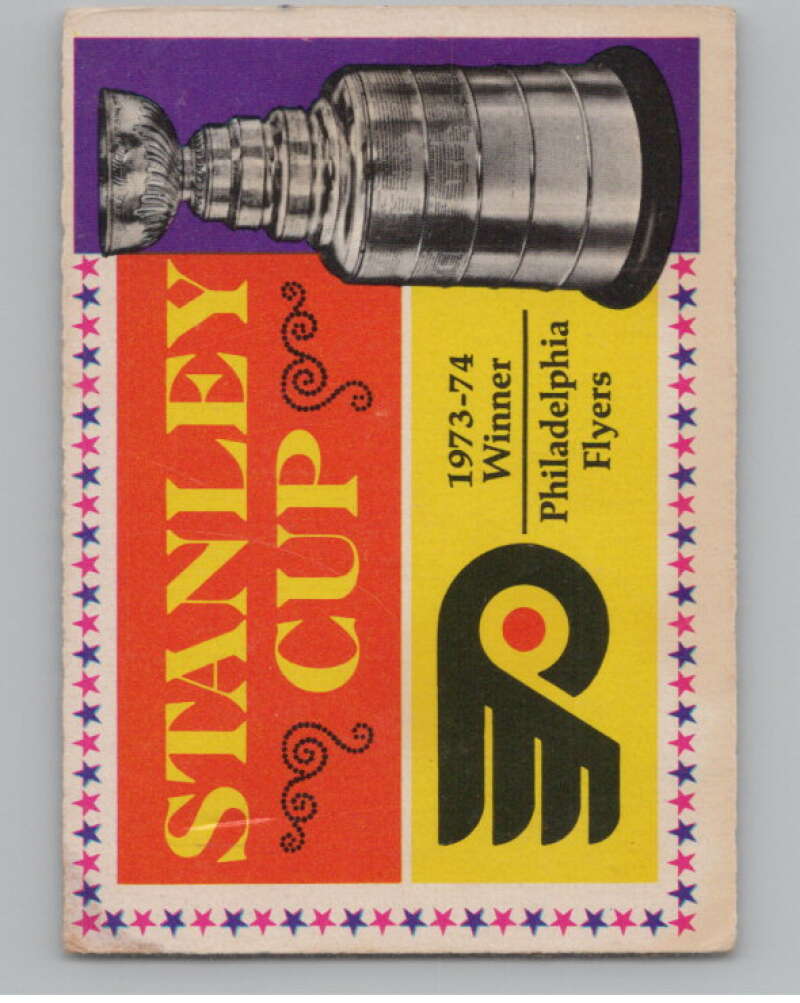 STANLEY
CUP
1973-74
Winner
Philadelphia
Flyers